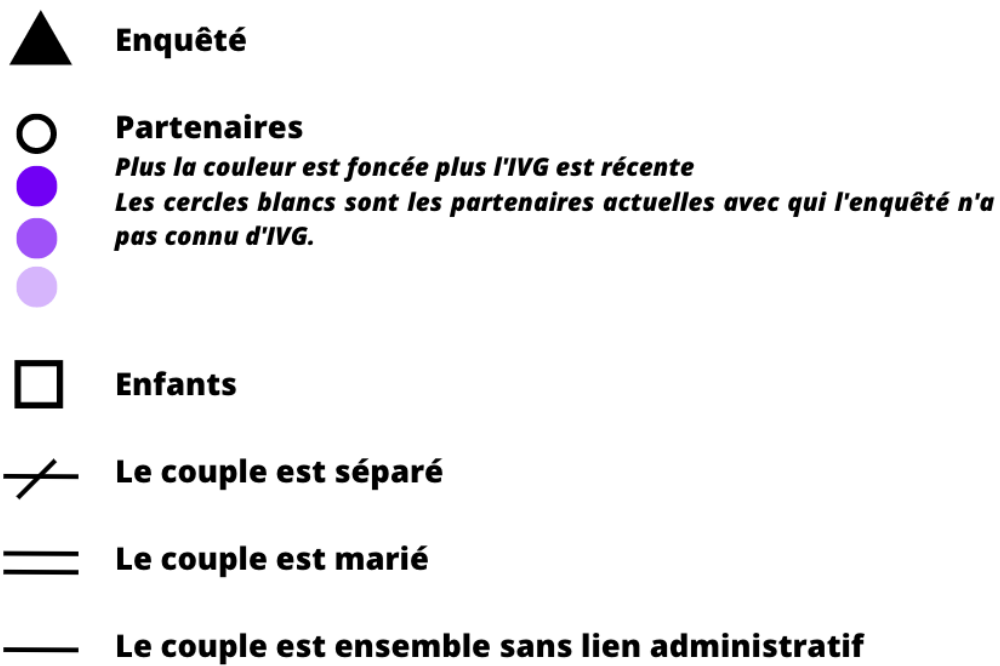 Enquêté
Partenaires
Plus la couleur est foncée plus l'IVG est récente
Les cercles blancs sont les partenaires actuelles avec qui l'enquêté n'a
pas connu d'IVG.
Enfants
Le couple est séparé
Le couple est marié
Le couple est ensemble sans lien administratif